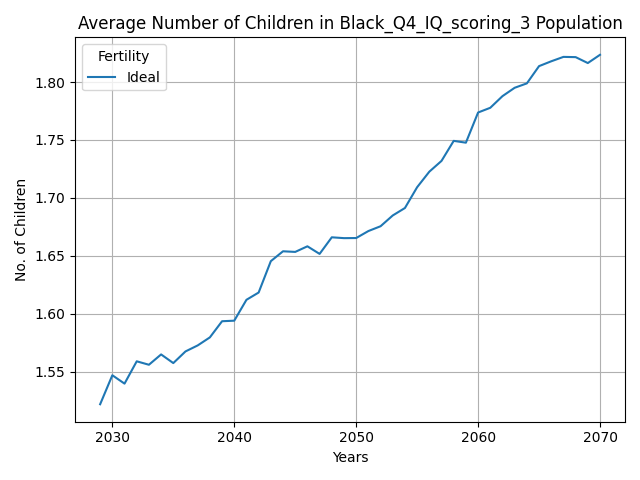 Average Number of Children in Black_Q4_IQ_scoring_3 Population
Fertility
Ideal
No. of Children
1.80
1.75
1.70
1.65
1.60
1.55
2030 2040 2050 2060 2070
Years